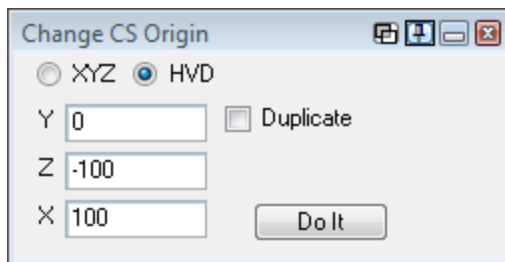 Change CS Origin
XYZ HVD
Y 0 Duplicate
Z -100
X 100 Do It